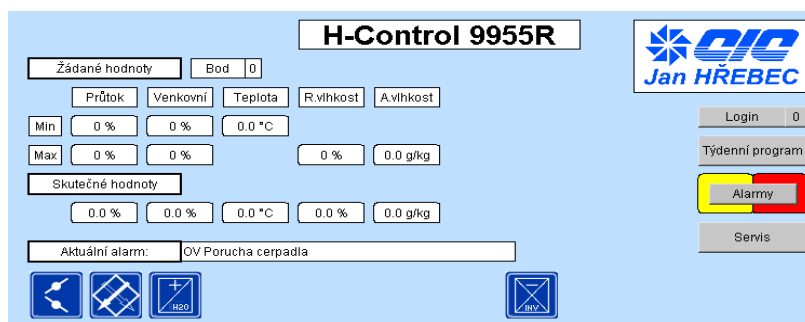 H-Control 9955R
CIC
Jan HŘEBEC
Žádané hodnoty Bod 0
Průtok Venkovní Teplota R.vlhkost A.vlhkost
Min 0 % 0 % 0.0 °C
Login 0
Max 0 % 0 % 0 % 0.0 g/kg
Týdenní program
Skutečné hodnoty
Alarmy
0.0 % 0.0 % 0.0 °C 0.0 % 0.0 g/kg
Servis
Aktuální alarm: OV Porucha cerpadla
H2O
INV